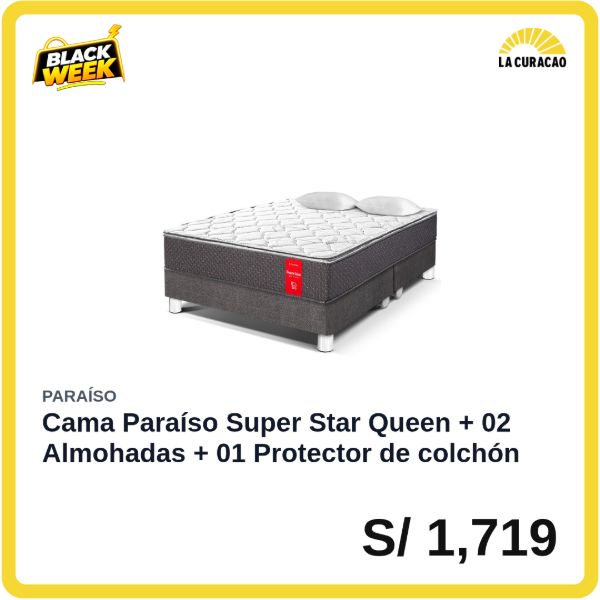 BLACK
WEEK
LA CURACAO
PARAÍSO
Cama Paraíso Super Star Queen + 02
Almohadas + 01 Protector de colchón
S/ 1,719